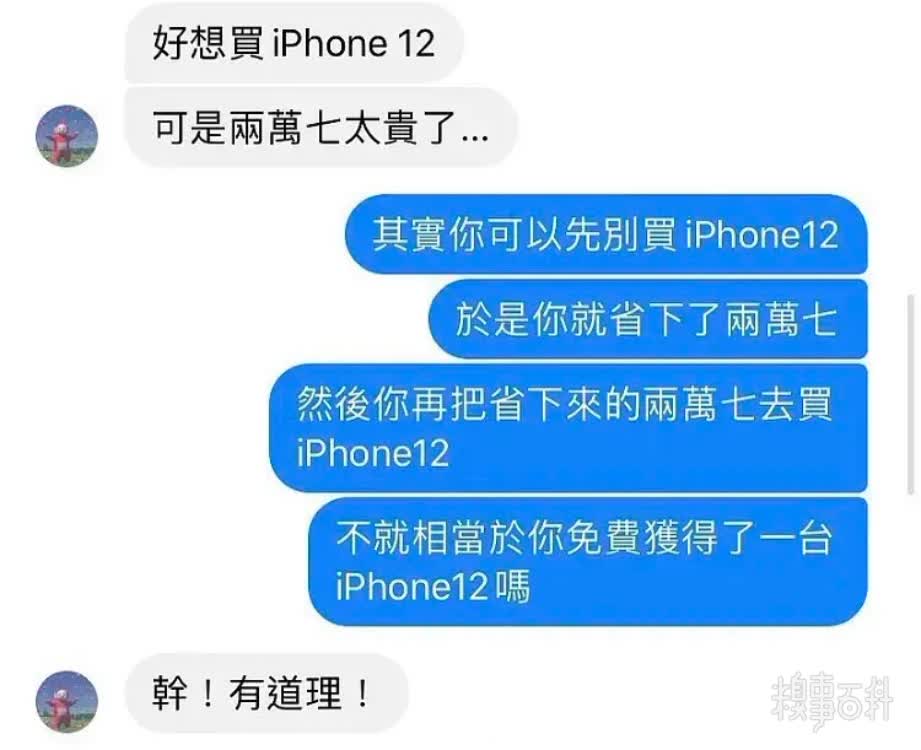 好想買 iPhone 12
可是兩萬七太貴了...
其實你可以先別買 iPhone12
於是你就省下了兩萬七
然後你再把省下來的兩萬七去買
iPhone12
不就相當於你免費獲得了一台
iPhone12 嗎
幹！有道理！
糗事百科